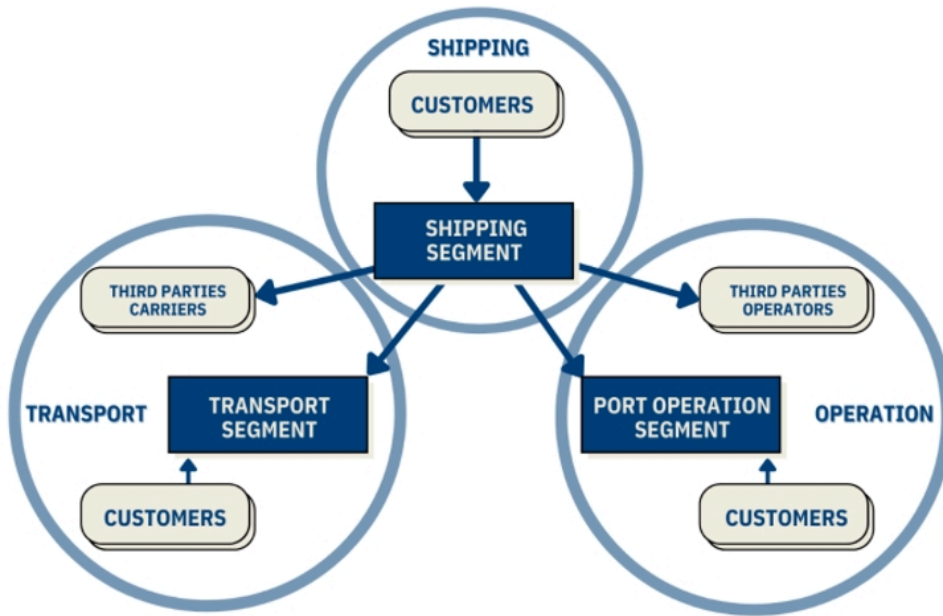 SHIPPING
CUSTOMERS
SHIPPING
SEGMENT
THIRD PARTIES
CARRIERS
THIRD PARTIES
OPERATORS
TRANSPORT
TRANSPORT
SEGMENT
PORT OPERATION
SEGMENT
OPERATION
CUSTOMERS
CUSTOMERS